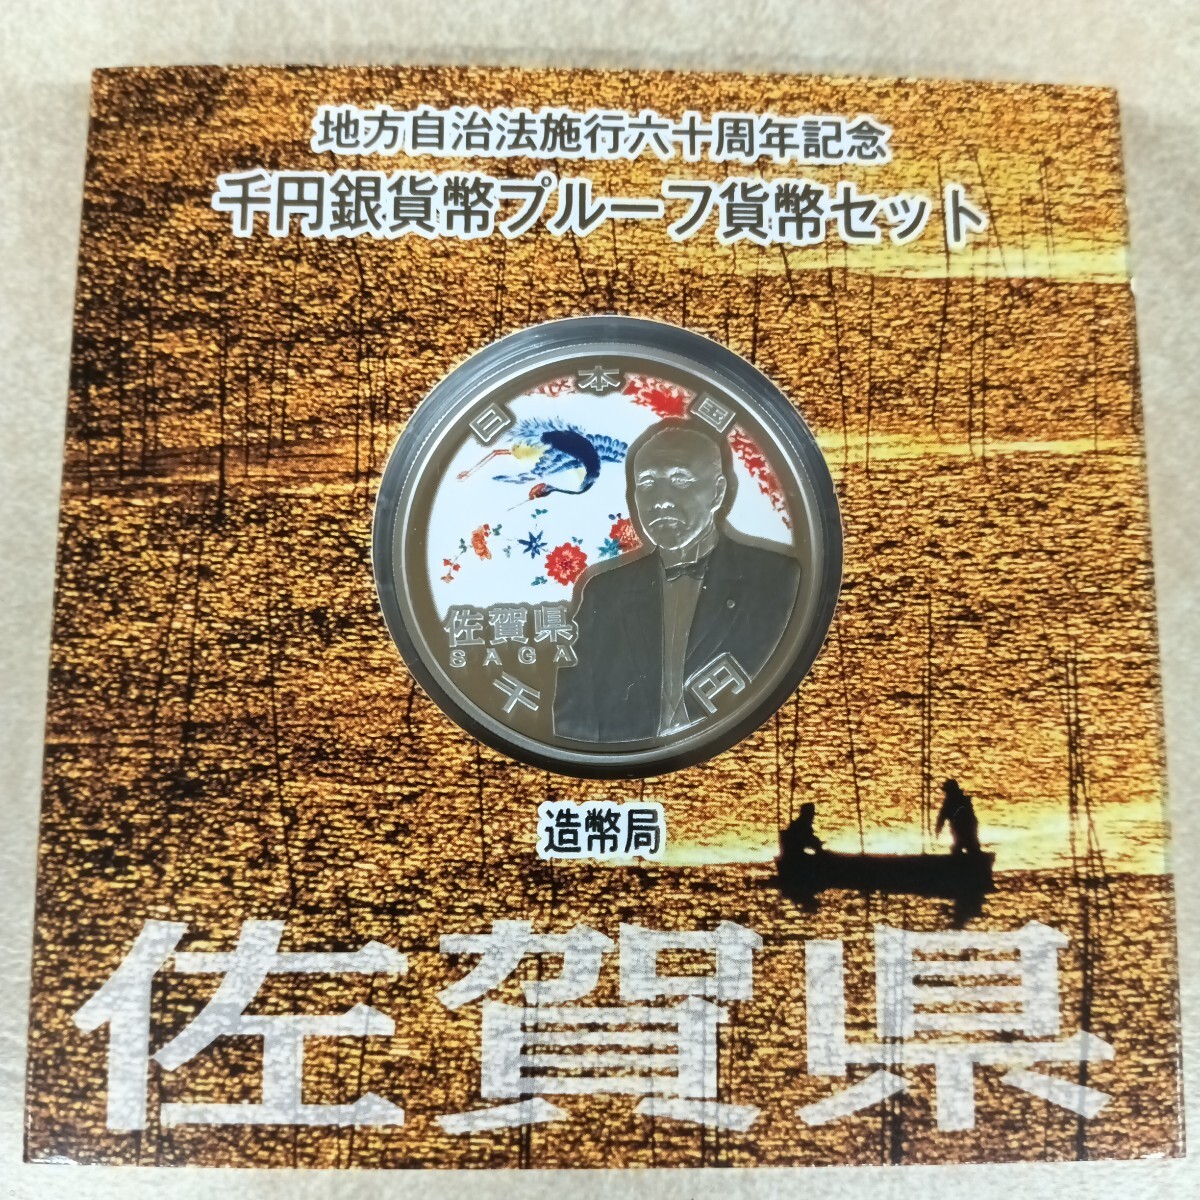 地方自治法施行六十周年記念
千円銀貨幣プルーフ貨幣セット
日本国
佐賀県
SAGA
千円
造幣局
佐賀県